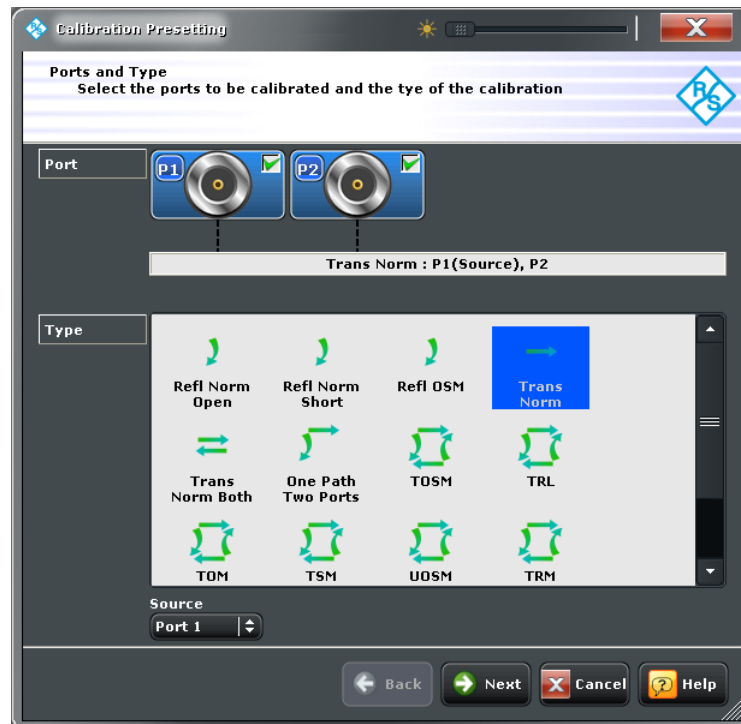 Calibration Presetting
X
Ports and Type
Select the ports to be calibrated and the tye of the calibration
R&S
Port
P1
P2
Trans Norm : P1(Source), P2
Type
Refl Norm
Open
Refl Norm
Short
Refl OSM
Trans
Norm
Trans
Norm Both
One Path
Two Ports
TOSM
TRL
TOM
TSM
UOSM
TRM
Source
Port 1
Back
Next
X Cancel
? Help